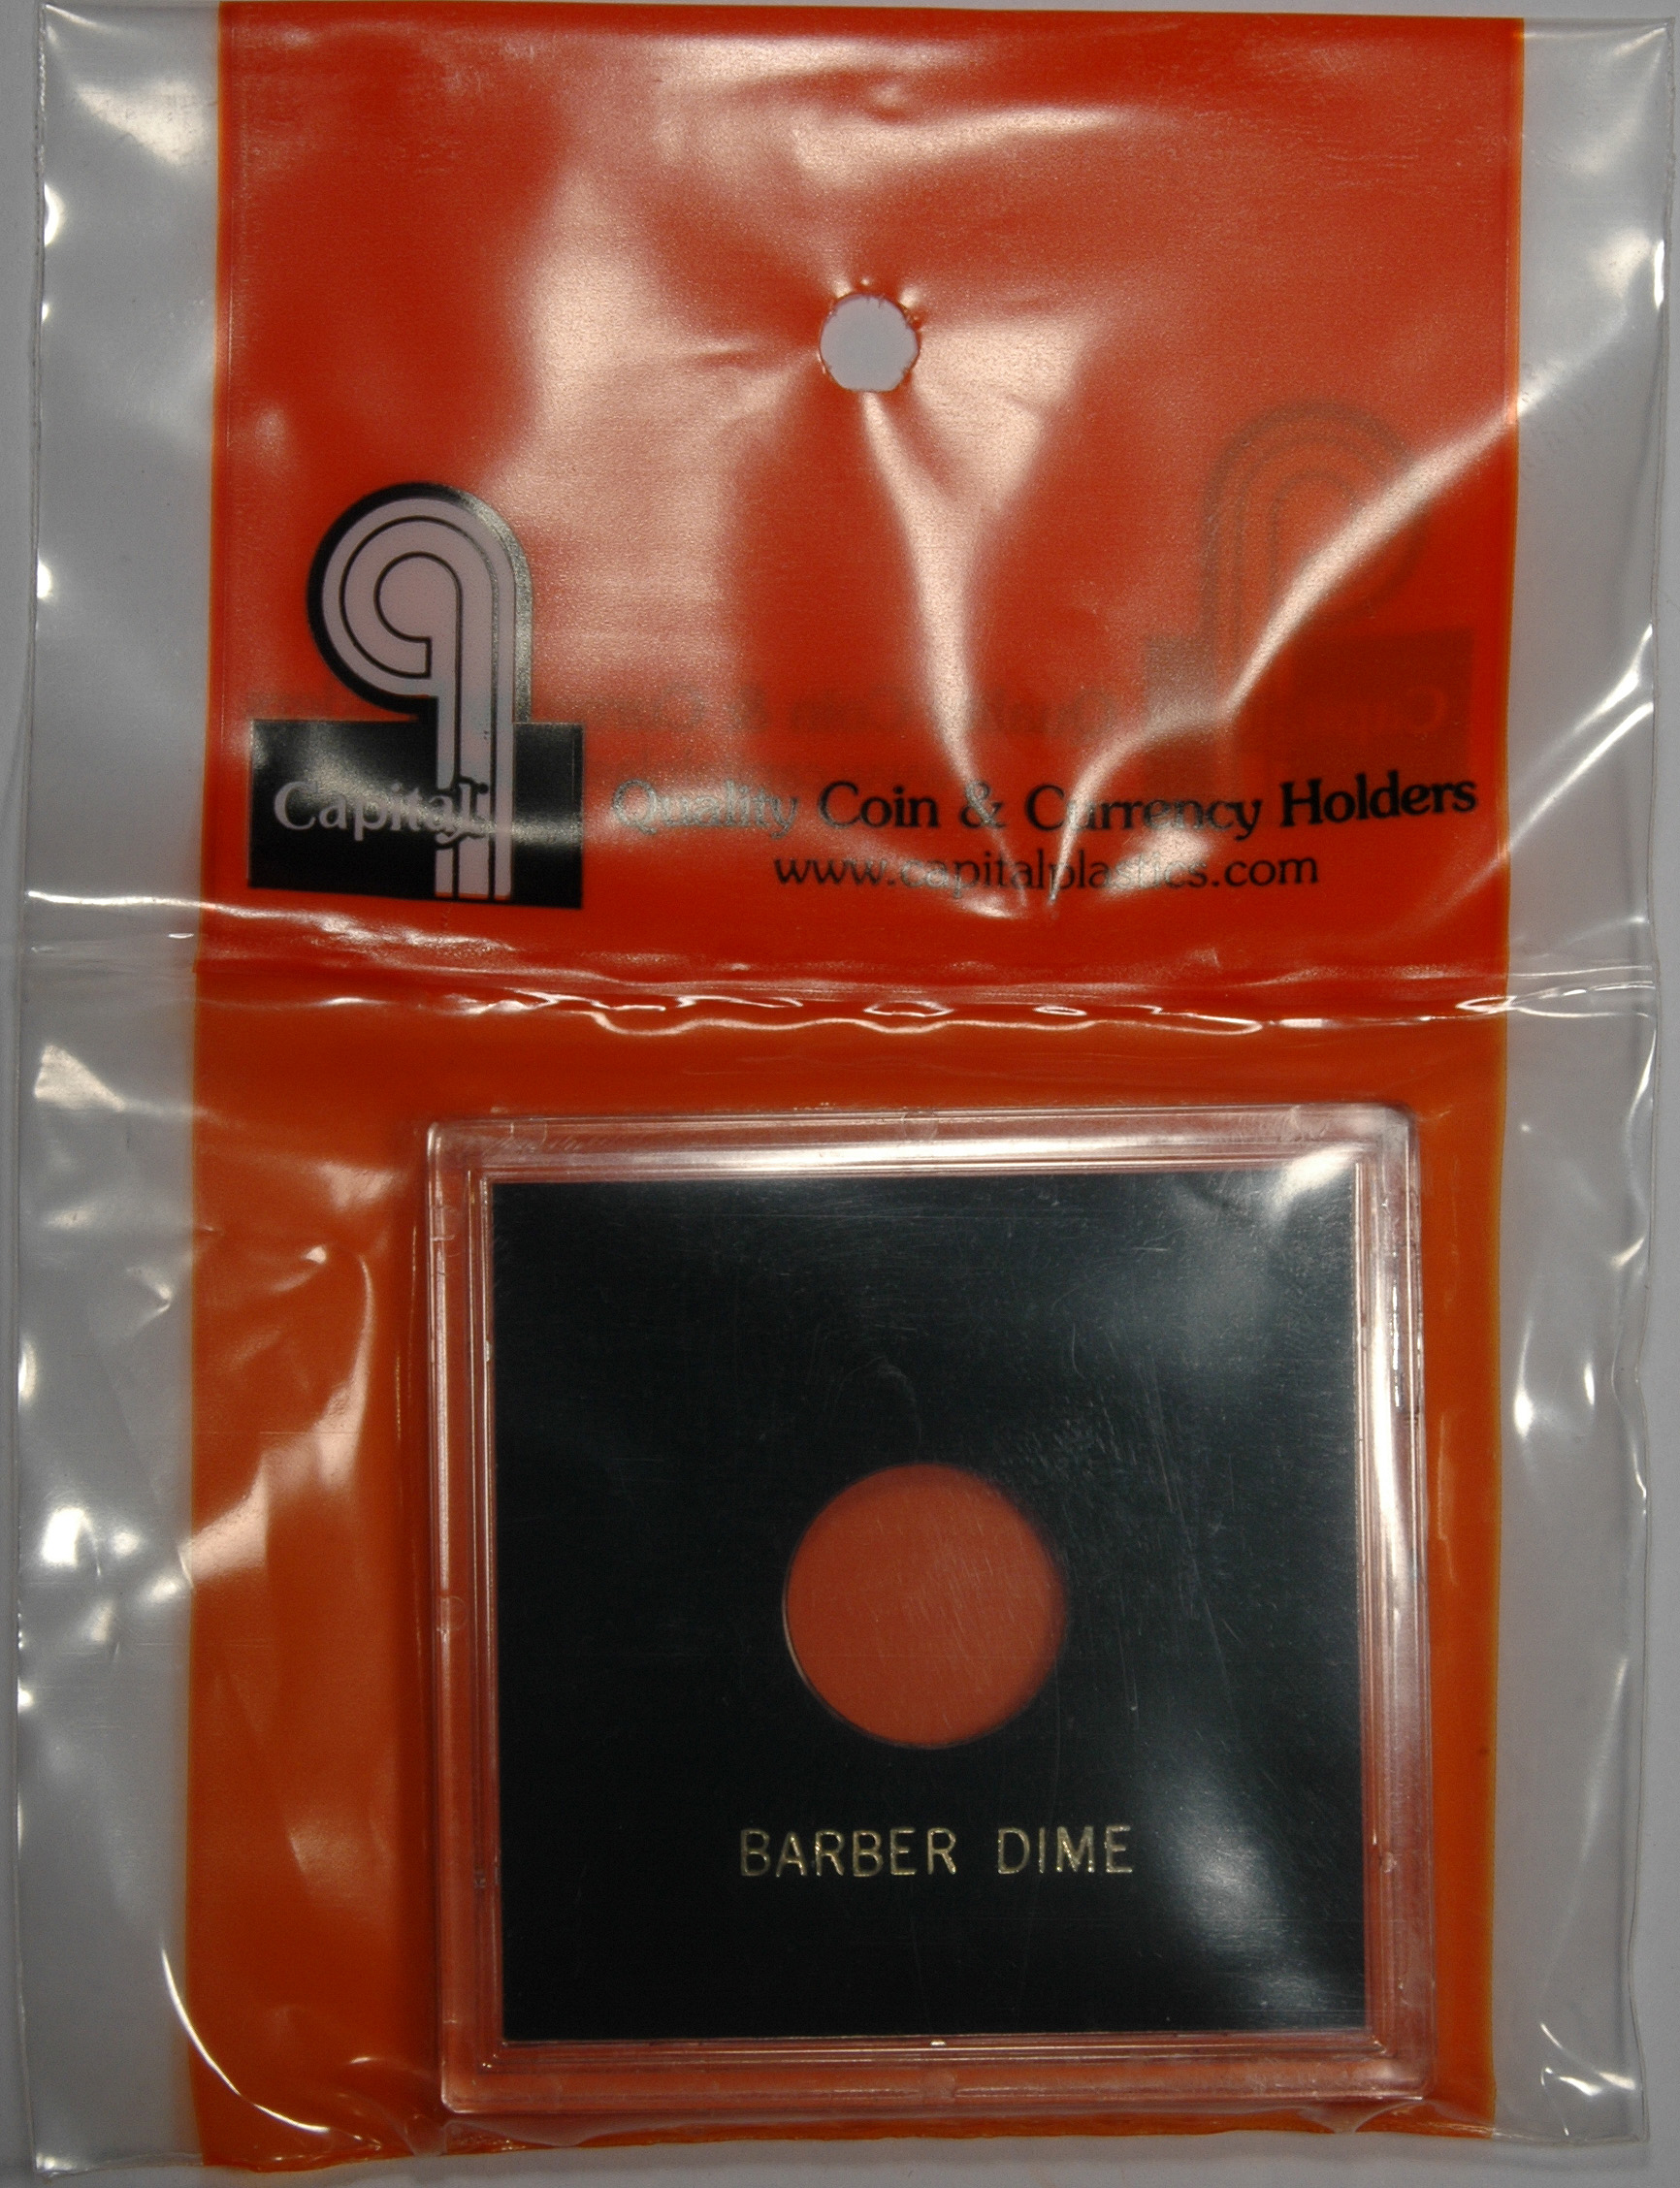 Capital
Quality Coin & Currency Holders
www.capitalplastics.com
BARBER DIME